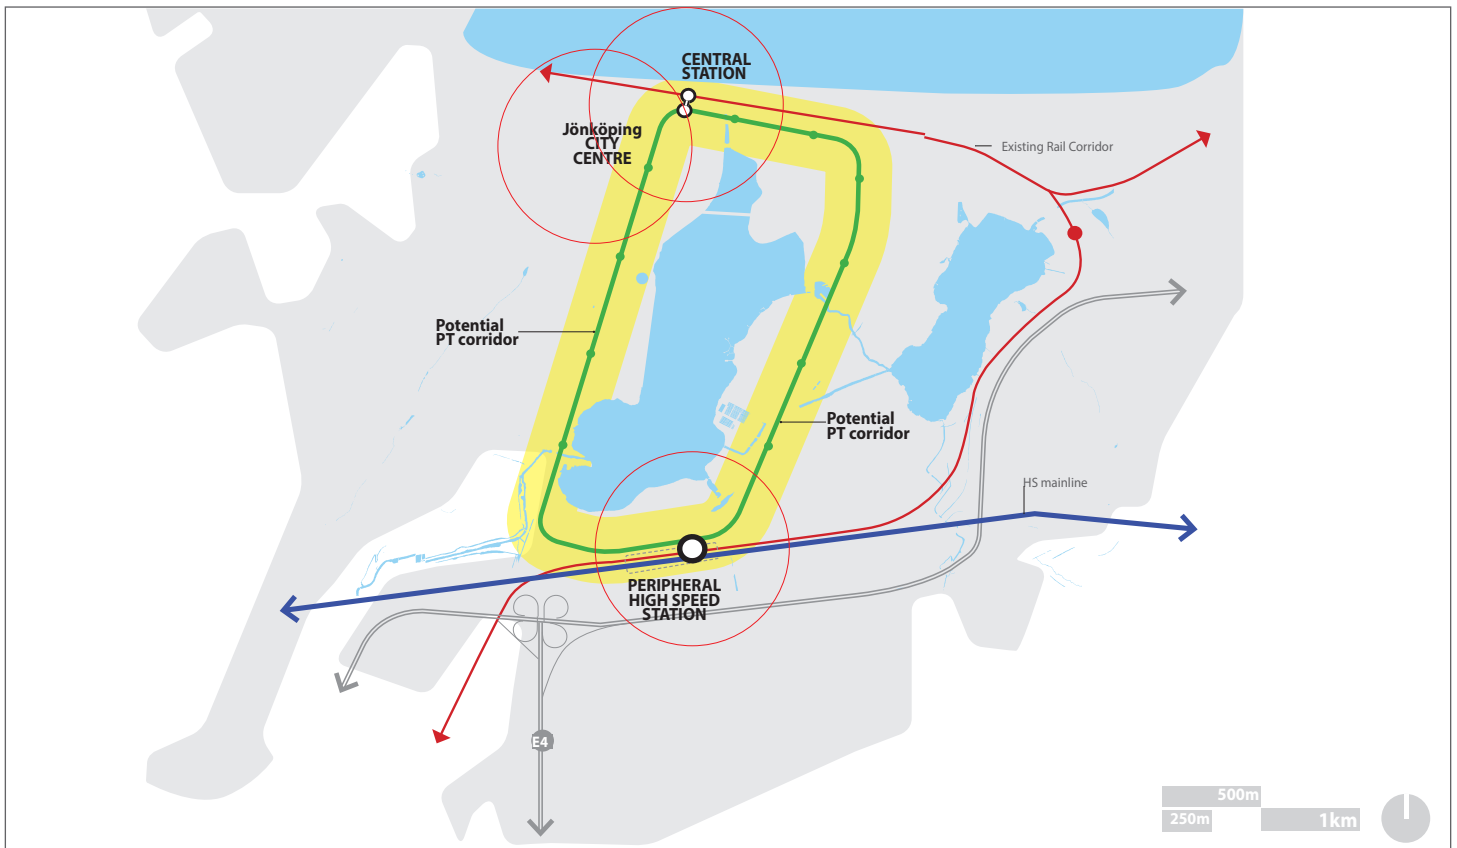 CENTRAL
STATION
Jönköping
CITY
CENTRE
Existing Rail Corridor
Potential
PT corridor
Potential
PT corridor
HS mainline
PERIPHERAL
HIGH SPEED
STATION
E4
500m
250m
1km